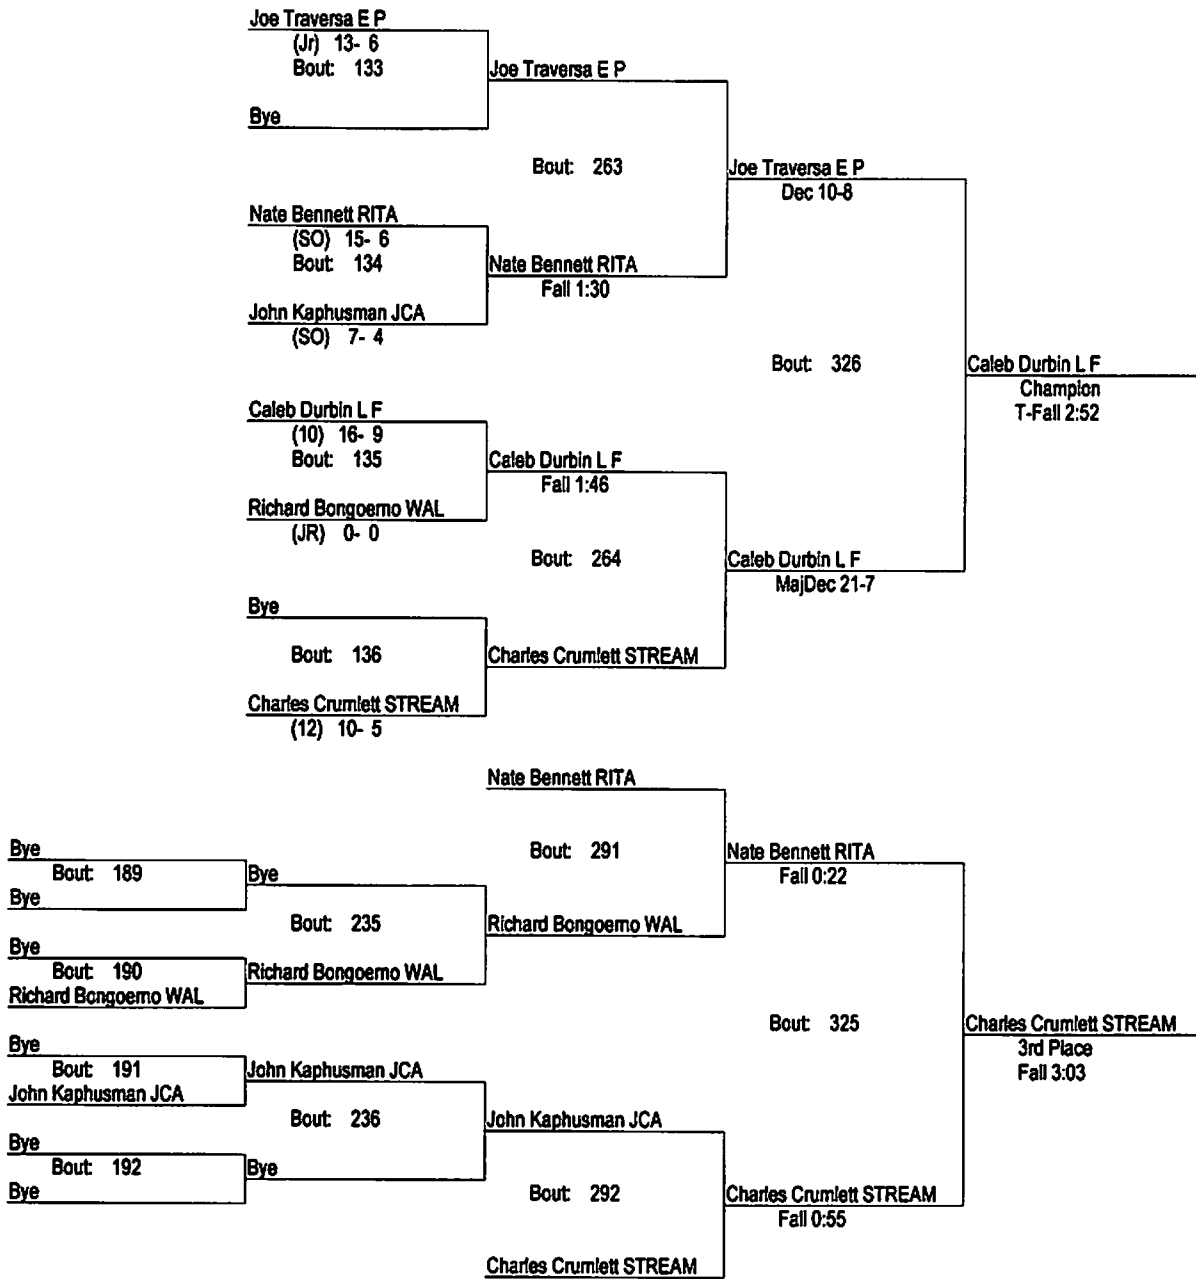 Joe Traversa E P
(Jr) 13- 6
Bout: 133
Joe Traversa E P
Bye
Bout: 263
Joe Traversa E P
Dec 10-8
Nate Bennett RITA
(SO) 15- 6
Bout: 134
Nate Bennett RITA
Fall 1:30
John Kaphusman JCA
(SO) 7- 4
Bout: 326
Caleb Durbin L F
Champion
T-Fall 2:52
Caleb Durbin L F
(10) 16- 9
Bout: 135
Caleb Durbin L F
Fall 1:46
Richard Bongoemo WAL
(JR) 0- 0
Bout: 264
Caleb Durbin L F
MajDec 21-7
Bye
Bout: 136
Charles Crumlett STREAM
Charles Crumlett STREAM
(12) 10- 5
Nate Bennett RITA
Bout: 291
Nate Bennett RITA
Fall 0:22
Bye
Bout: 189
Bye
Bye
Bout: 235
Richard Bongoemo WAL
Bye
Bout: 190
Richard Bongoemo WAL
Richard Bongoemo WAL
Bout: 325
Charles Crumlett STREAM
3rd Place
Fall 3:03
Bye
Bout: 191
John Kaphusman JCA
John Kaphusman JCA
Bout: 236
John Kaphusman JCA
Bye
Bout: 192
Bye
Bye
Bout: 292
Charles Crumlett STREAM
Fall 0:55
Charles Crumlett STREAM